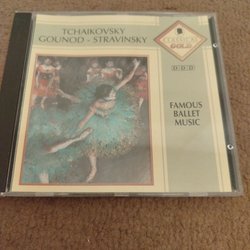 TCHAIKOVSKY
GOUNOD - STRAVINSKY
CLASSICAL
GOLD
DDD
FAMOUS
BALLET
MUSIC